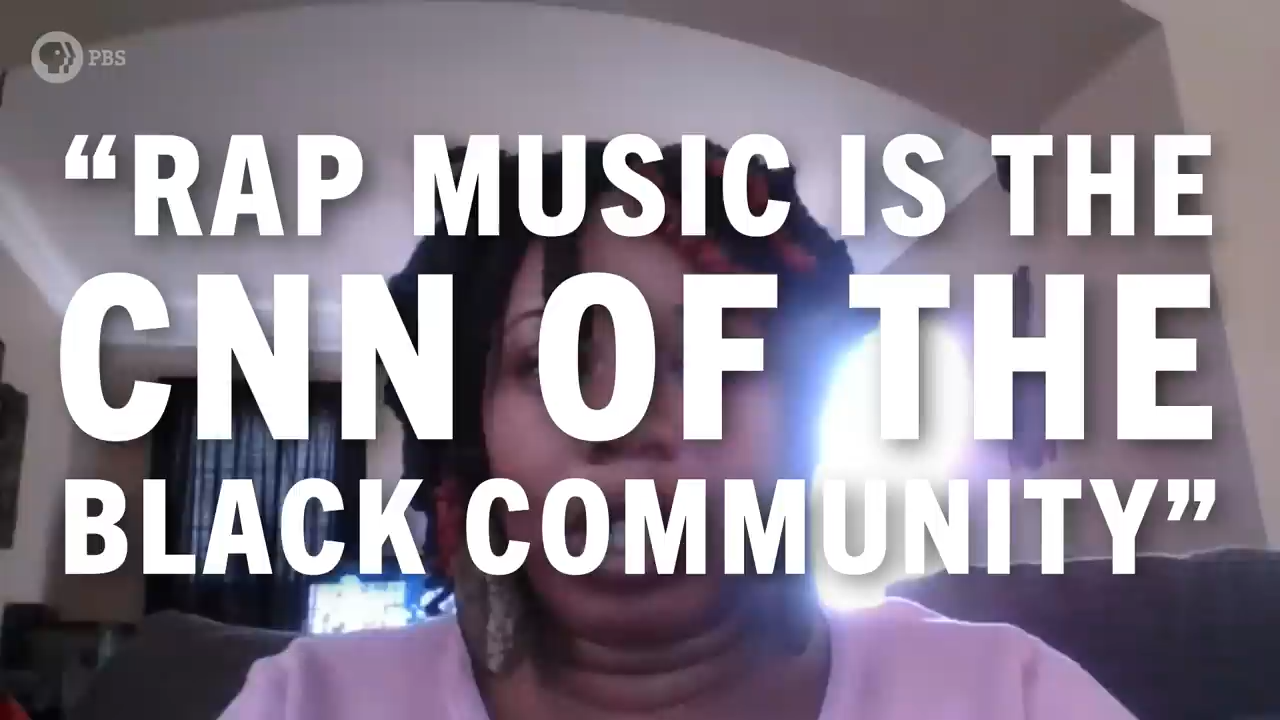 PBS
“RAP MUSIC IS THE
CNN OF THE
BLACK COMMUNITY”